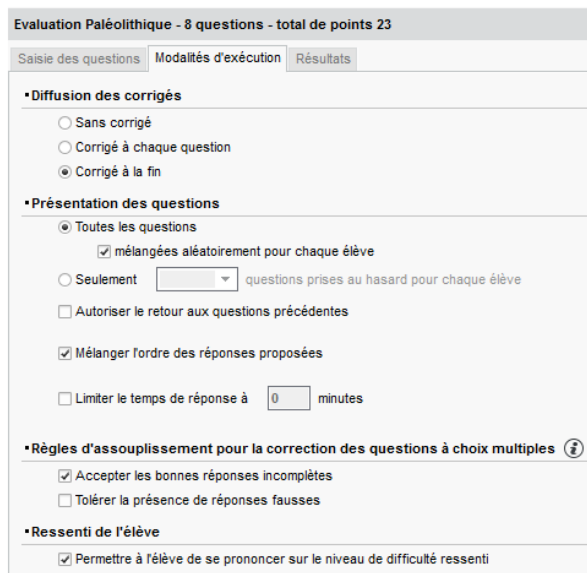 Evaluation Paléolithique - 8 questions - total de points 23
Saisie des questions Modalités d'exécution Résultats
Diffusion des corrigés
Sans corrigé
Corrigé à chaque question
Corrigé à la fin
Présentation des questions
Toutes les questions
mélangées aléatoirement pour chaque élève
Seulement questions prises au hasard pour chaque élève
Autoriser le retour aux questions précédentes
Mélanger l'ordre des réponses proposées
Limiter le temps de réponse à 0 minutes
Règles d'assouplissement pour la correction des questions à choix multiples i
Accepter les bonnes réponses incomplètes
Tolérer la présence de réponses fausses
Ressenti de l'élève
Permettre à l'élève de se prononcer sur le niveau de difficulté ressenti